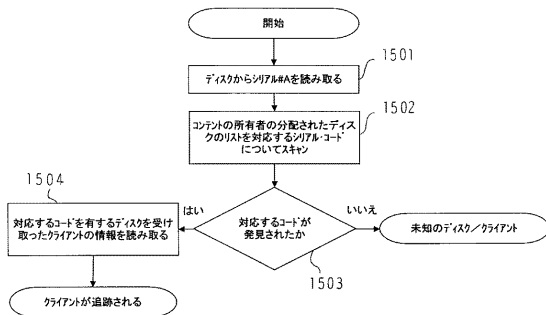 開始
1501
ディスクからシリアル#Aを読み取る
1502
コンテントの所有者の分配されたディス
クのリストを対応するシリアル・コード
についてスキャン
1504
はい
対応するコードが
発見されたか
いいえ
対応するコードを有するディスクを受け
取ったクライアントの情報を読み取る
未知のディスク/クライアント
1503
クライアントが追跡される